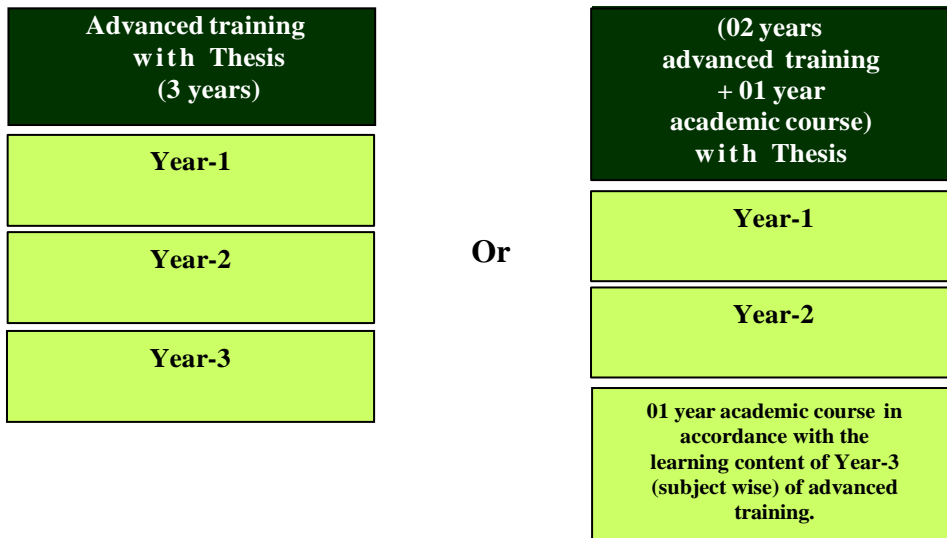 Advanced training
with Thesis
(3 years)
Year-1
Year-2
Year-3
Or
(02 years
advanced training
+ 01 year
academic course)
with Thesis
Year-1
Year-2
01 year academic course in
accordance with the
learning content of Year-3
(subject wise) of advanced
training.